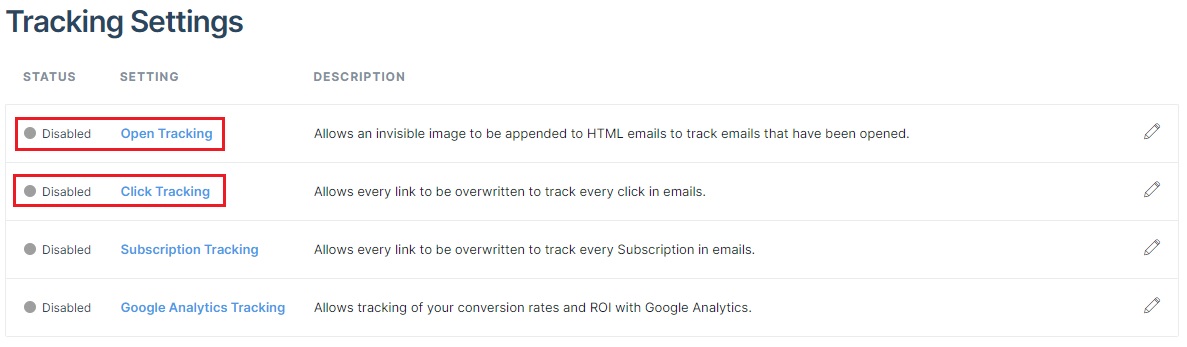 Tracking Settings
STATUS SETTING DESCRIPTION
Disabled Open Tracking Allows an invisible image to be appended to HTML emails to track emails that have been opened.
Disabled Click Tracking Allows every link to be overwritten to track every click in emails.
Disabled Subscription Tracking Allows every link to be overwritten to track every Subscription in emails.
Disabled Google Analytics Tracking Allows tracking of your conversion rates and ROI with Google Analytics.